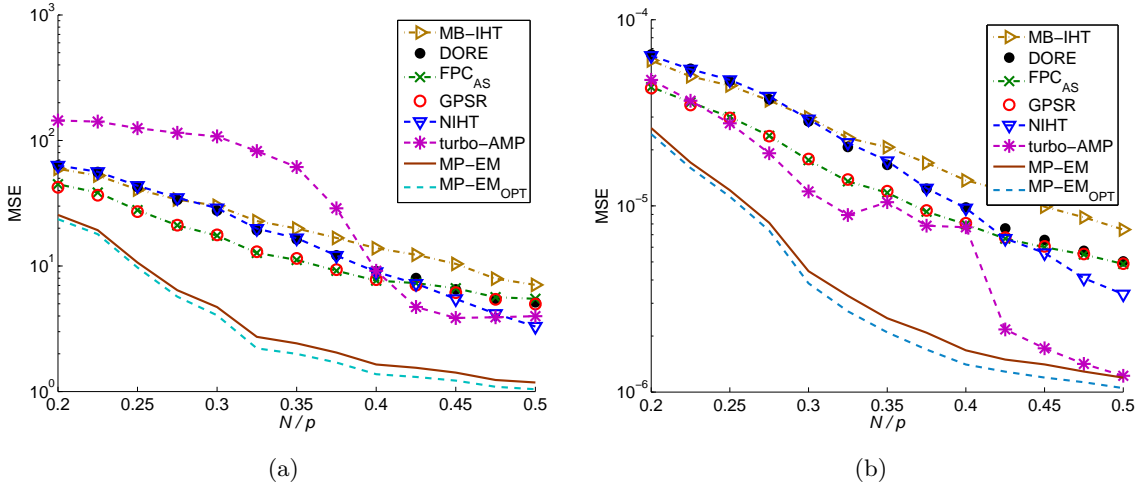 10^3
10^2
10^1
10^0
MSE
0.2 0.25 0.3 0.35 0.4 0.45 0.5
N / p
MB−IHT
DORE
FPC_AS
GPSR
NIHT
turbo−AMP
MP−EM
MP−EM_OPT
(a)
10^−4
10^−5
10^−6
MSE
0.2 0.25 0.3 0.35 0.4 0.45 0.5
N / p
MB−IHT
DORE
FPC_AS
GPSR
NIHT
turbo−AMP
MP−EM
MP−EM_OPT
(b)